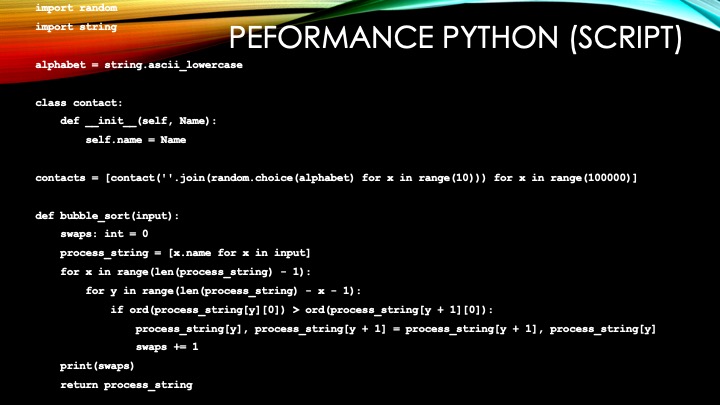 import random
import string
PEFORMANCE PYTHON (SCRIPT)
alphabet = string.ascii_lowercase
class contact:
    def __init__(self, Name):
        self.name = Name
contacts = [contact(''.join(random.choice(alphabet) for x in range(10))) for x in range(100000)]
def bubble_sort(input):
    swaps: int = 0
    process_string = [x.name for x in input]
    for x in range(len(process_string) - 1):
        for y in range(len(process_string) - x - 1):
            if ord(process_string[y][0]) > ord(process_string[y + 1][0]):
                process_string[y], process_string[y + 1] = process_string[y + 1], process_string[y]
                swaps += 1
    print(swaps)
    return process_string